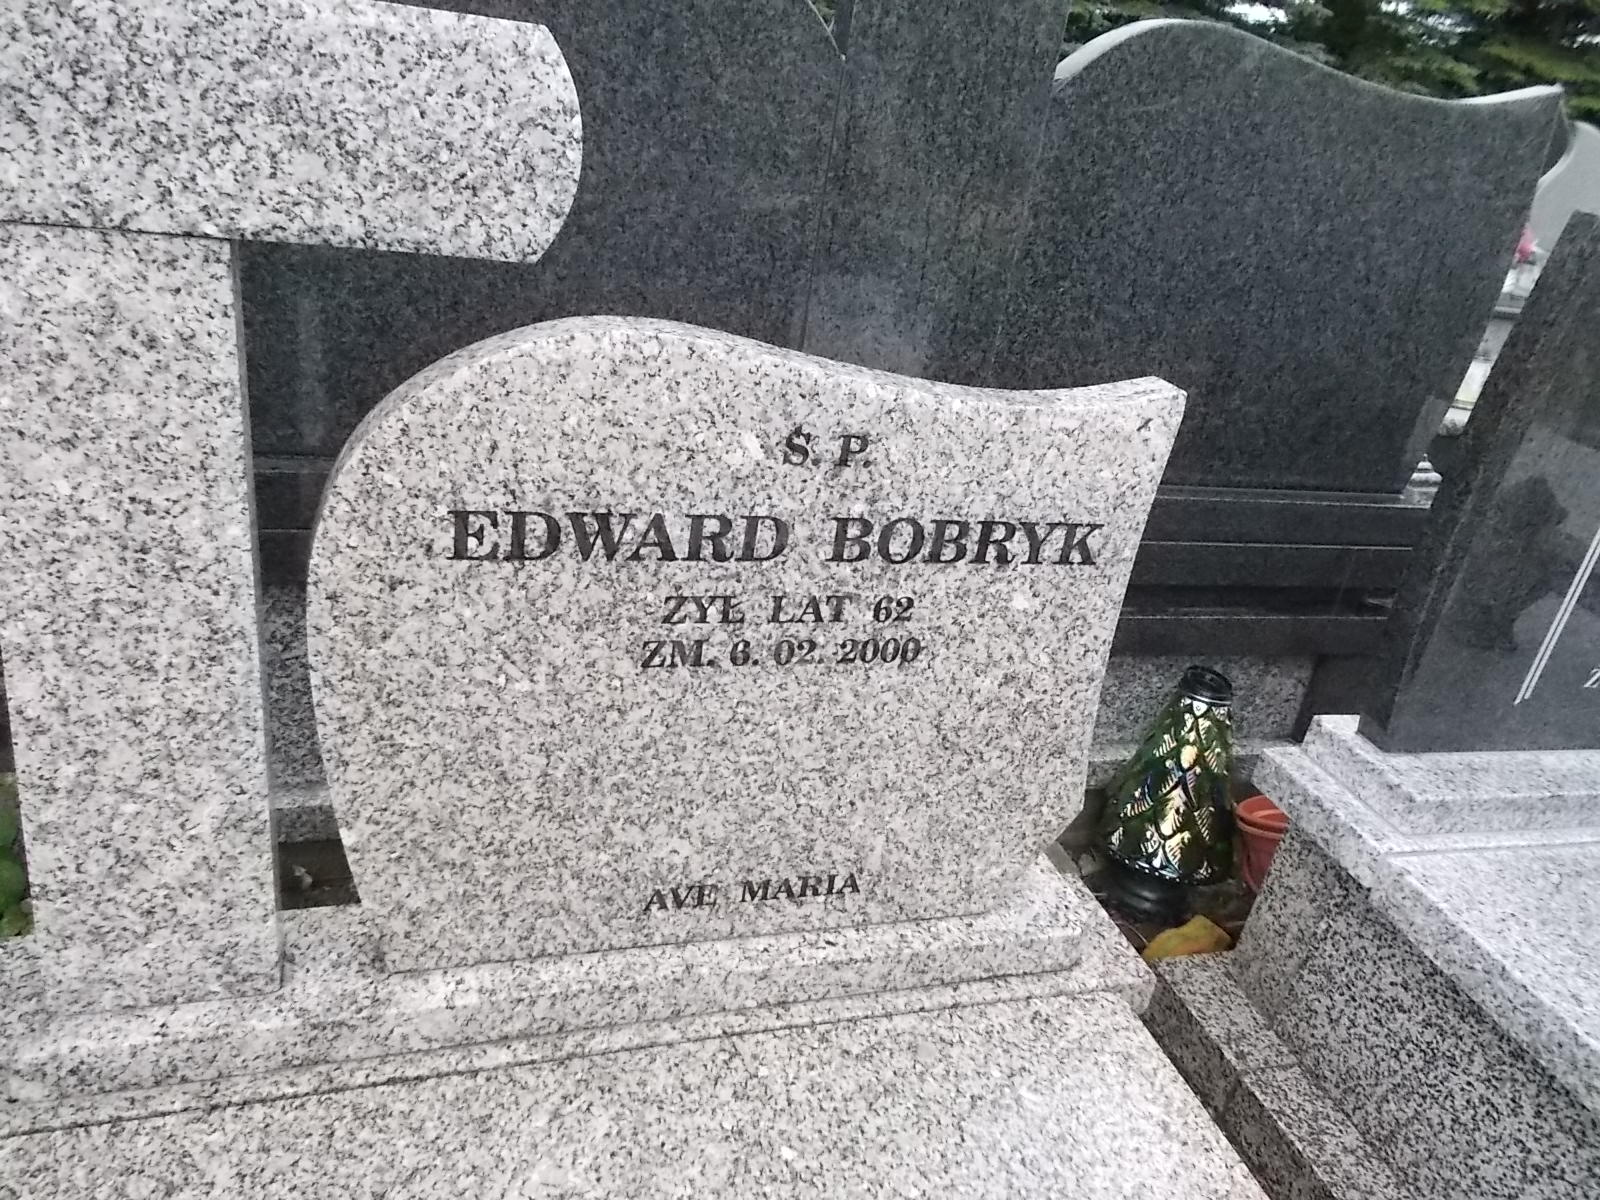 Ś. P.
EDWARD BOBRYK
ŻYŁ LAT 62
ZM. 6. 02. 2000
AVE MARIA